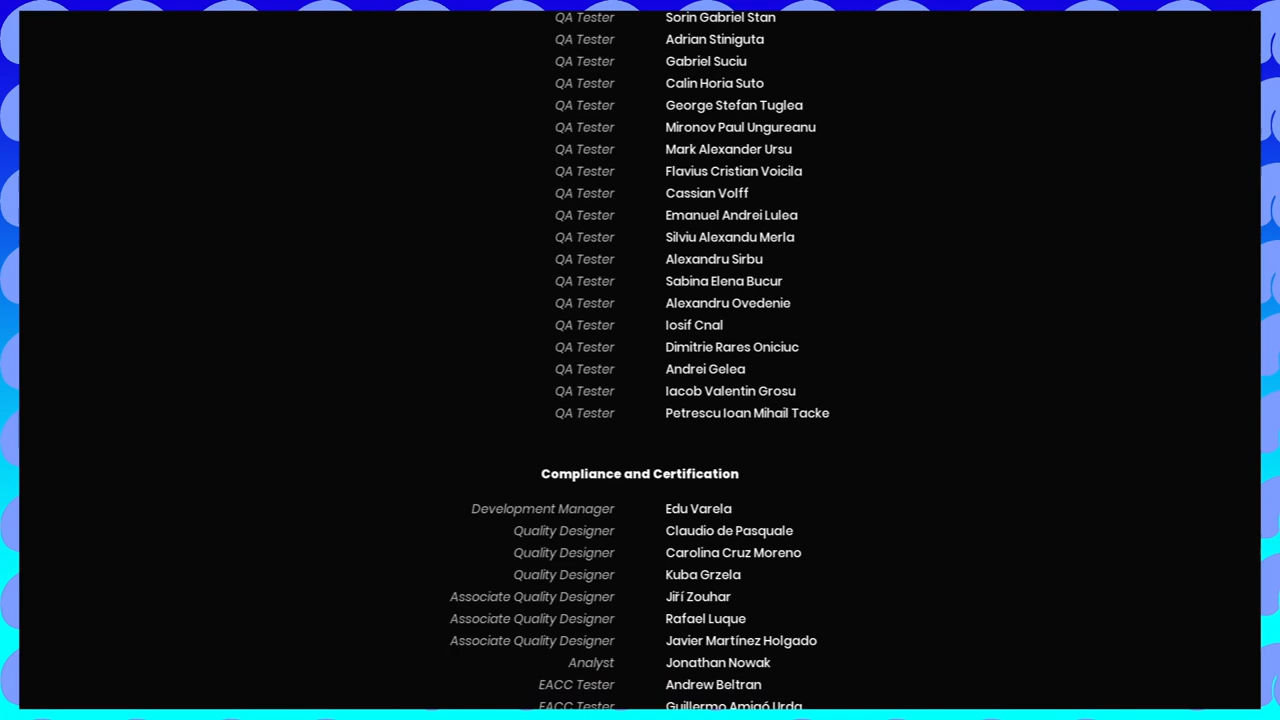 QA Tester Sorin Gabriel Stan
QA Tester Adrian Stiniguta
QA Tester Gabriel Suciu
QA Tester Calin Horia Suto
QA Tester George Stefan Tuglea
QA Tester Mironov Paul Ungureanu
QA Tester Mark Alexander Ursu
QA Tester Flavius Cristian Voicila
QA Tester Cassian Volff
QA Tester Emanuel Andrei Lulea
QA Tester Silviu Alexandu Merla
QA Tester Alexandru Sirbu
QA Tester Sabina Elena Bucur
QA Tester Alexandru Ovedenie
QA Tester Iosif Cnal
QA Tester Dimitrie Rares Oniciuc
QA Tester Andrei Gelea
QA Tester Iacob Valentin Grosu
QA Tester Petrescu Ioan Mihail Tacke
Compliance and Certification
Development Manager Edu Varela
Quality Designer Claudio de Pasquale
Quality Designer Carolina Cruz Moreno
Quality Designer Kuba Grzela
Associate Quality Designer Jiří Zouhar
Associate Quality Designer Rafael Luque
Associate Quality Designer Javier Martínez Holgado
Analyst Jonathan Nowak
EACC Tester Andrew Beltran
EACC Tester Guillermo Amigó Urda